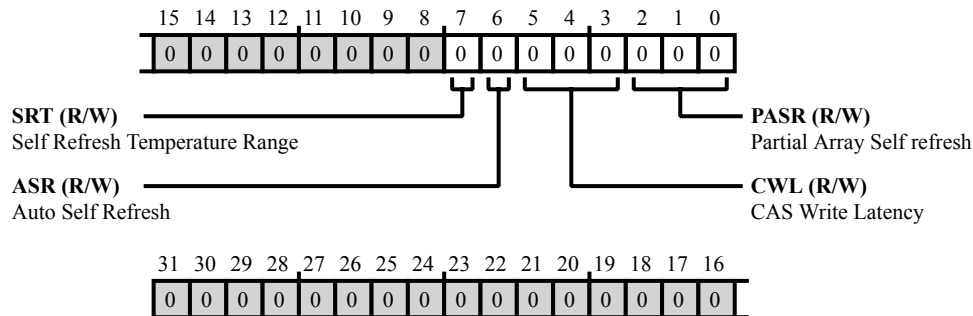 15 14 13 12 11 10 9 8 7 6 5 4 3 2 1 0
0 0 0 0 0 0 0 0 0 0 0 0 0 0 0 0
SRT (R/W)
Self Refresh Temperature Range
PASR (R/W)
Partial Array Self refresh
ASR (R/W)
Auto Self Refresh
CWL (R/W)
CAS Write Latency
31 30 29 28 27 26 25 24 23 22 21 20 19 18 17 16
0 0 0 0 0 0 0 0 0 0 0 0 0 0 0 0